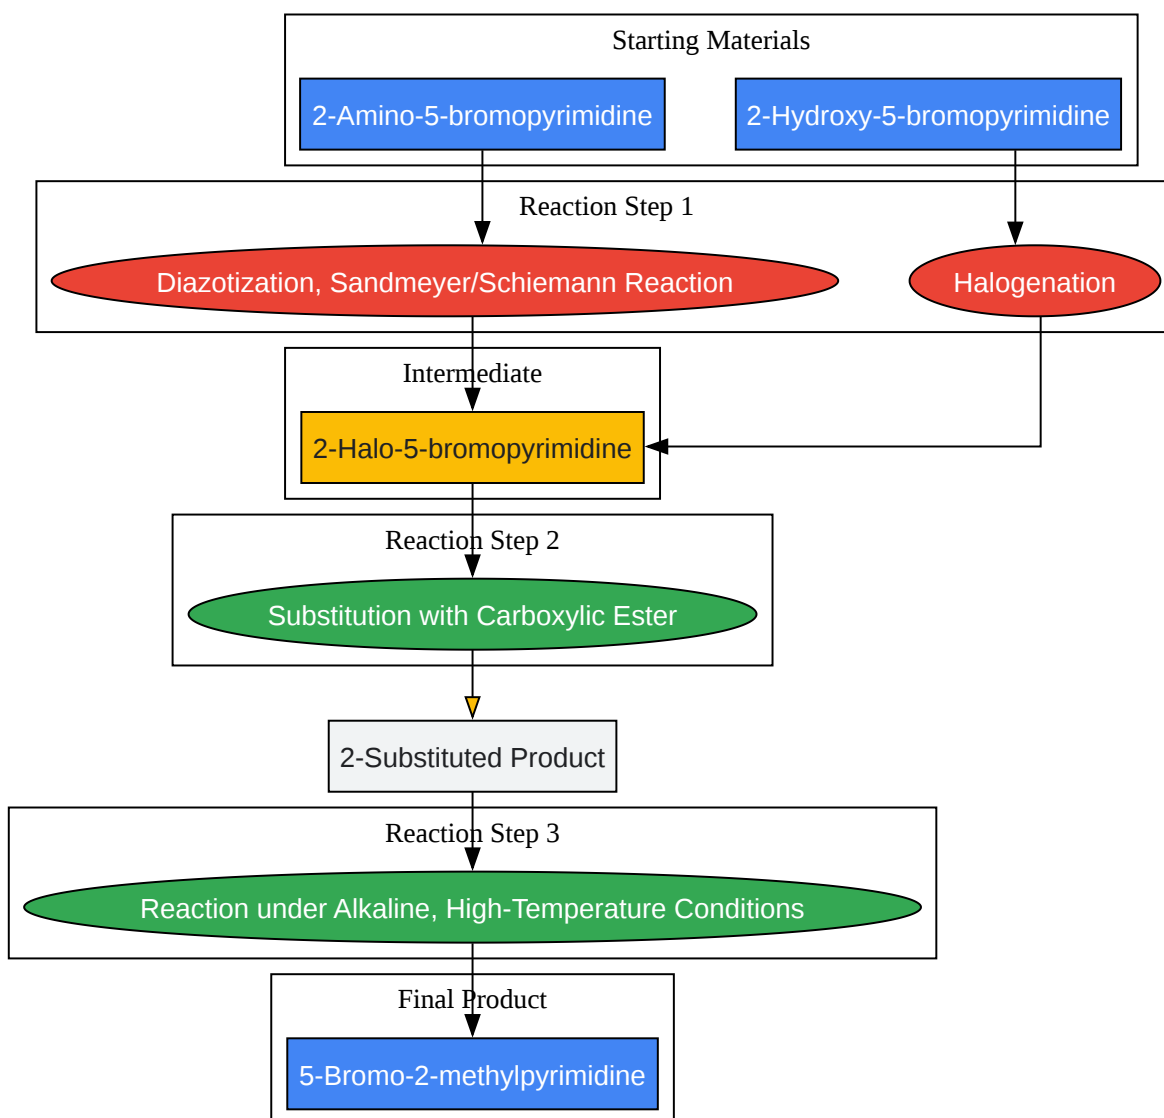 Starting Materials
2-Amino-5-bromopyrimidine
2-Hydroxy-5-bromopyrimidine
Reaction Step 1
Diazotization, Sandmeyer/Schiemann Reaction
Halogenation
Intermediate
2-Halo-5-bromopyrimidine
Reaction Step 2
Substitution with Carboxylic Ester
2-Substituted Product
Reaction Step 3
Reaction under Alkaline, High-Temperature Conditions
Final Product
5-Bromo-2-methylpyrimidine